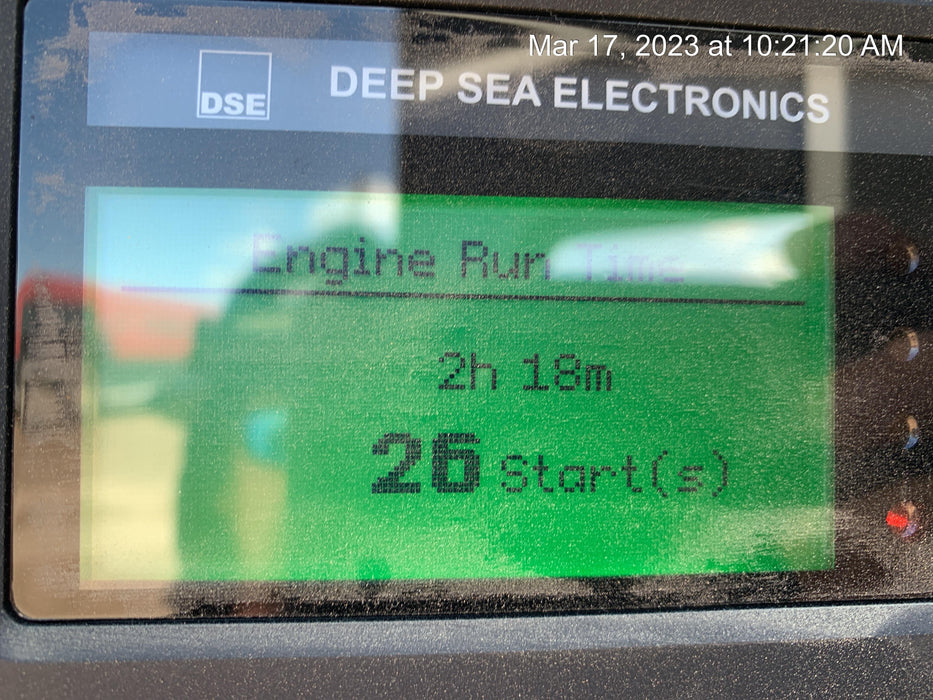 Mar 17, 2023 at 10:21:20 AM
DSE DEEP SEA ELECTRONICS
Engine Run Time
2h 18m
26 Start(s)